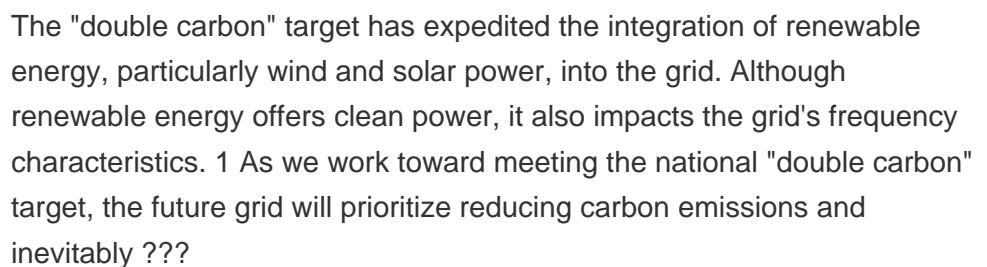 The "double carbon" target has expedited the integration of renewable
energy, particularly wind and solar power, into the grid. Although
renewable energy offers clean power, it also impacts the grid's frequency
characteristics. 1 As we work toward meeting the national "double carbon"
target, the future grid will prioritize reducing carbon emissions and
inevitably ???